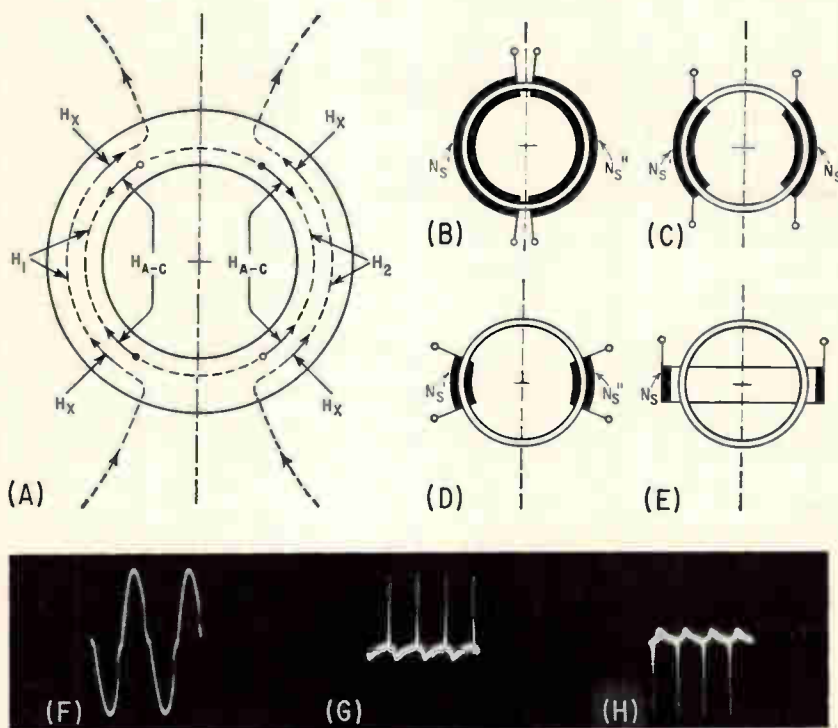 Hx
Hx
H1
HA-C
HA-C
H2
Hx
Hx
(A)
NS
NS"
(B)
NS
NS
(C)
NS
NS"
(D)
NS
(E)
(F)
(G)
(H)